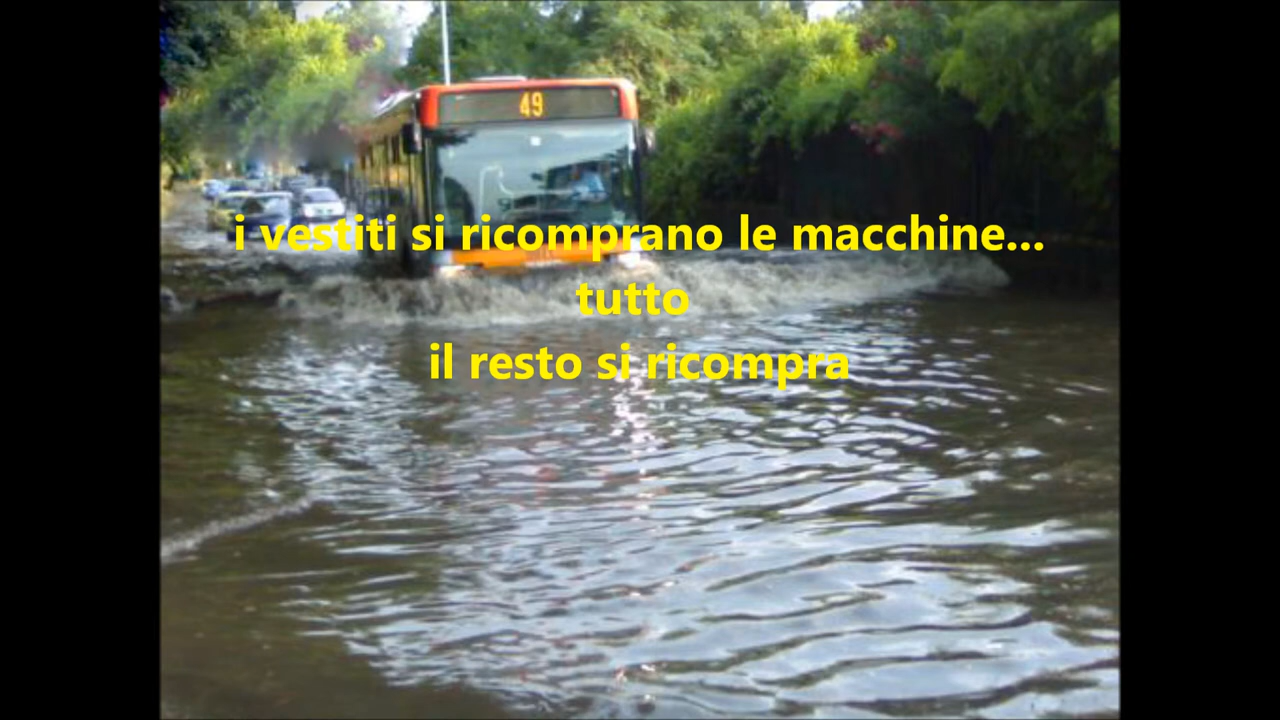 49
i vestiti si ricomprano le macchine...
tutto
il resto si ricompra